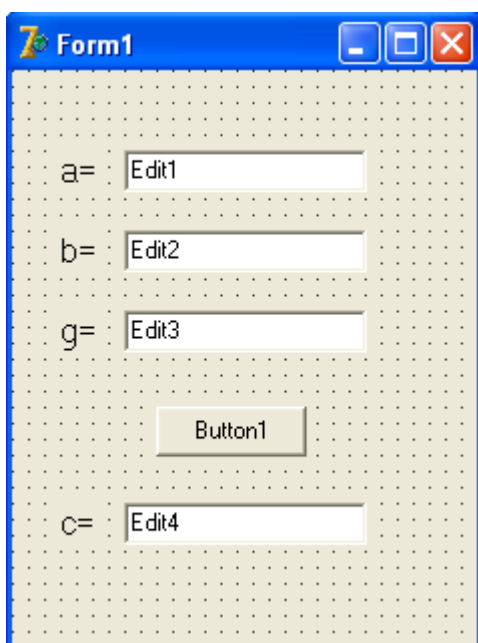 Form1
a= Edit1
b= Edit2
g= Edit3
Button1
c= Edit4